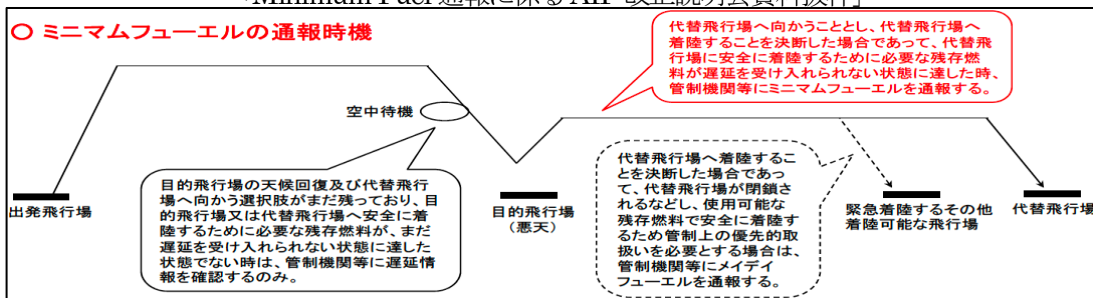 「Minimum Fuel 通報に係る AIP 改正説明会資料抜粋」
○ ミニマムフューエルの通報時機
代替飛行場へ向かうこととし、代替飛行場へ
着陸することを決断した場合であって、代替飛
行場に安全に着陸するために必要な残存燃
料が遅延を受け入れられない状態に達した時、
管制機関等にミニマムフューエルを通報する。
空中待機
目的飛行場の天候回復及び代替飛行
場へ向かう選択肢がまだ残っており、目
的飛行場又は代替飛行場へ安全に着
陸するために必要な残存燃料が、まだ
遅延を受け入れられない状態に達した
状態でない時は、管制機関等に遅延情
報を確認するのみ。
代替飛行場へ着陸するこ
とを決断した場合であっ
て、代替飛行場が閉鎖さ
れるなどし、使用可能な
残存燃料で安全に着陸す
るため管制上の優先的取
扱いを必要とする場合は、
管制機関等にメイデイ
フューエルを通報する。
出発飛行場
目的飛行場
(悪天)
緊急着陸するその他
着陸可能な飛行場
代替飛行場